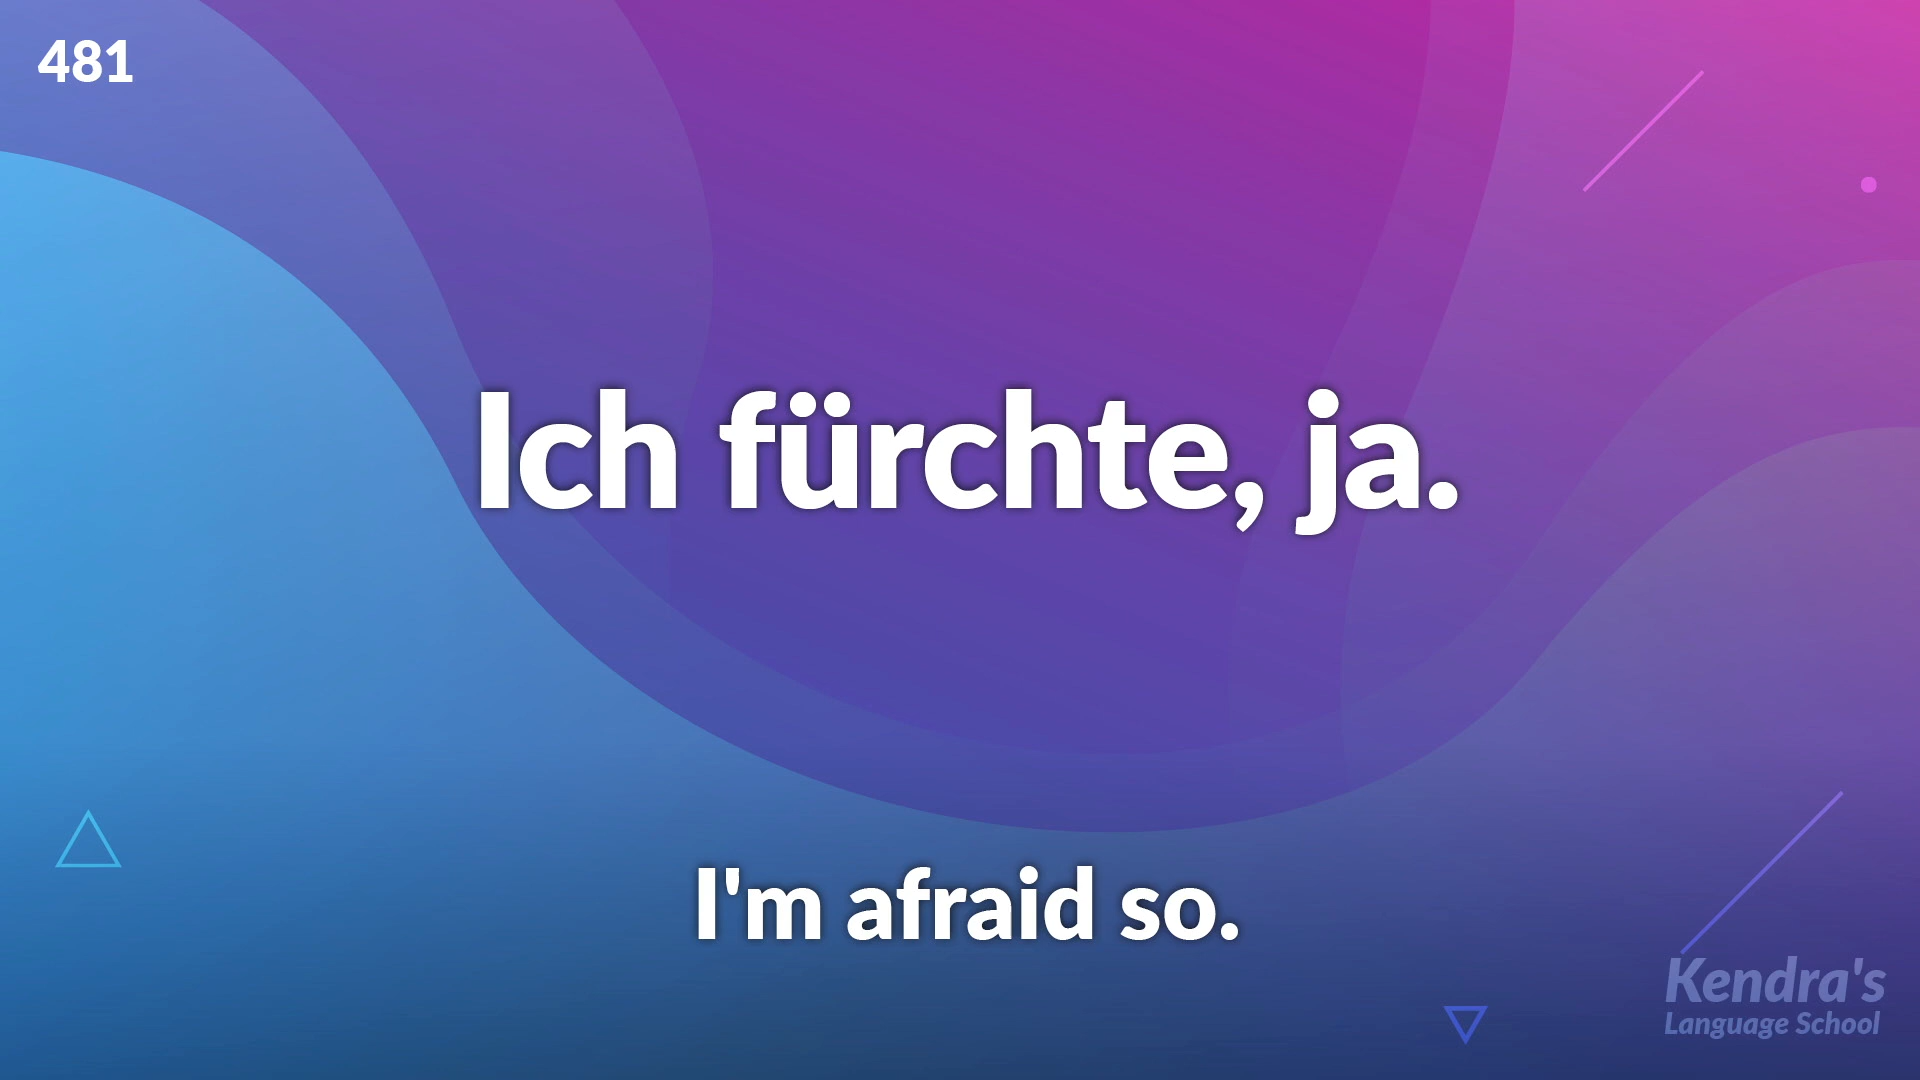 481
Ich fürchte, ja.
I'm afraid so.
Kendra's
Language School